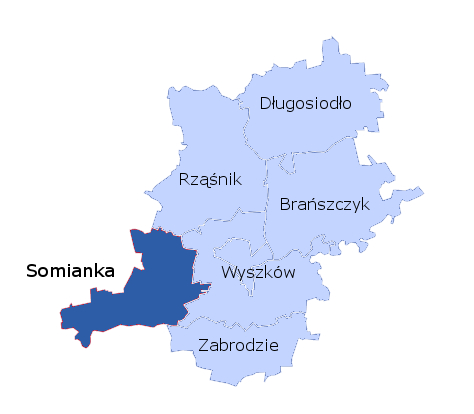 Długosiodło
Rząśnik
Brańszczyk
Somianka
Wyszków
Zabrodzie